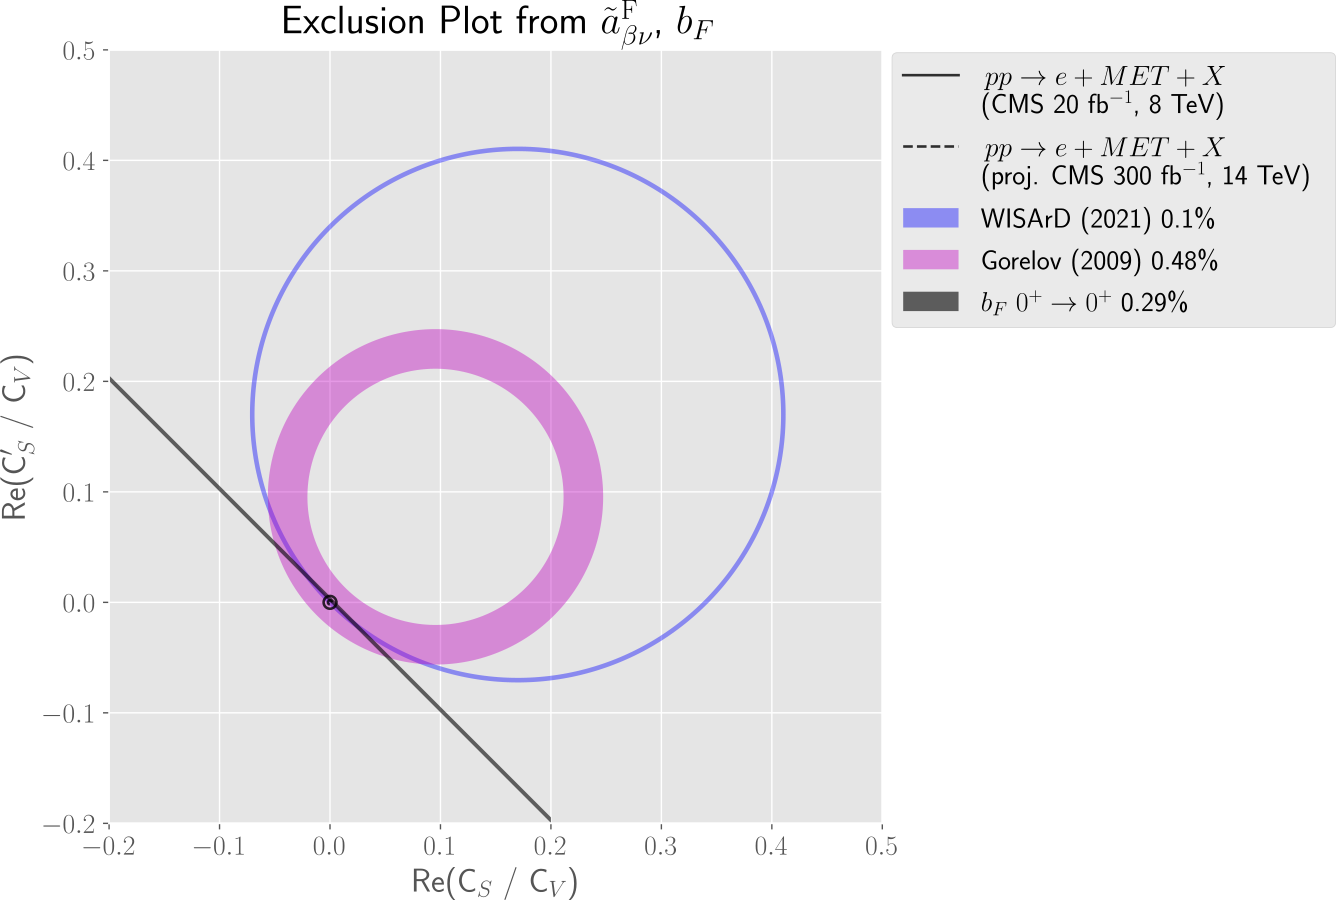 Exclusion Plot from ãᶠ_βν, b_F
0.5
0.4
0.3
0.2
0.1
0.0
−0.1
−0.2
Re(C′_S / C_V)
−0.2 −0.1 0.0 0.1 0.2 0.3 0.4 0.5
Re(C_S / C_V)
pp → e + MET + X
(CMS 20 fb⁻¹, 8 TeV)
pp → e + MET + X
(proj. CMS 300 fb⁻¹, 14 TeV)
WISArD (2021) 0.1%
Gorelov (2009) 0.48%
b_F 0⁺ → 0⁺ 0.29%